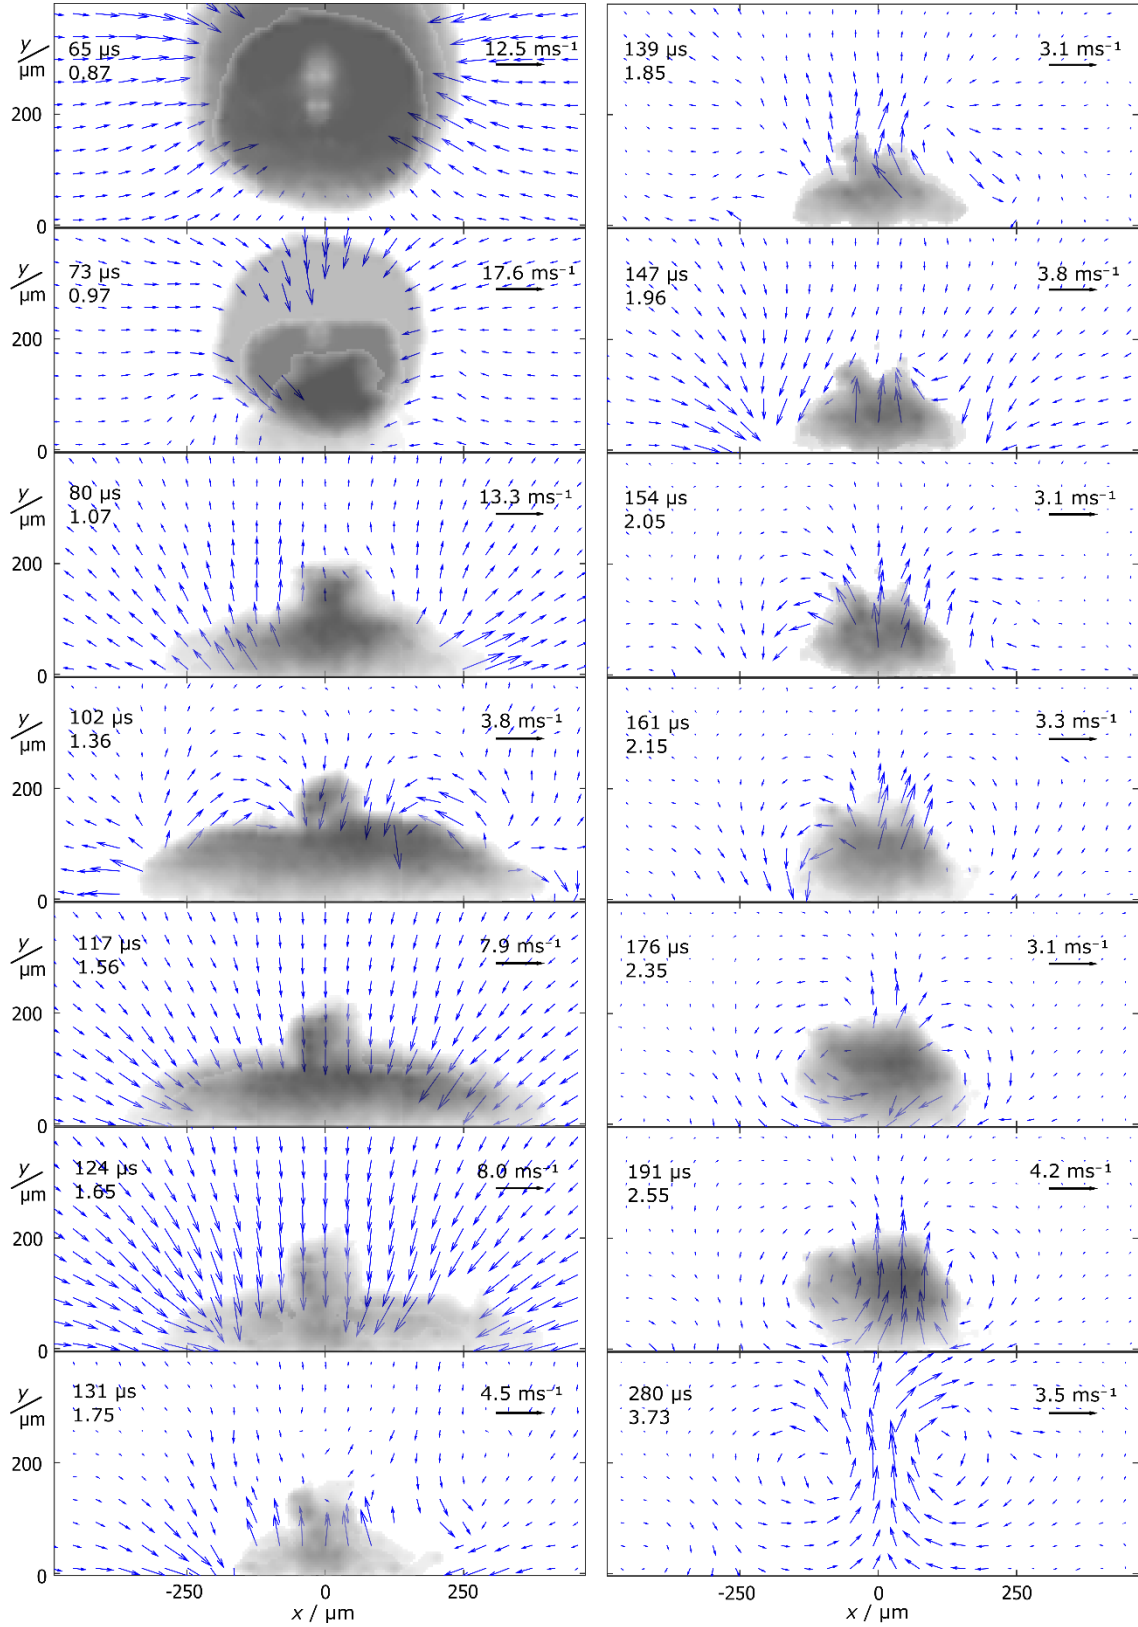 y/μm
65 μs
0.87
12.5 ms⁻¹
200
0
y/μm
73 μs
0.97
17.6 ms⁻¹
200
0
y/μm
80 μs
1.07
13.3 ms⁻¹
200
0
y/μm
102 μs
1.36
3.8 ms⁻¹
200
0
y/μm
117 μs
1.56
7.9 ms⁻¹
200
0
y/μm
124 μs
1.65
8.0 ms⁻¹
200
0
y/μm
131 μs
1.75
4.5 ms⁻¹
200
0
-250 0 250
x / μm
139 μs
1.85
3.1 ms⁻¹
147 μs
1.96
3.8 ms⁻¹
154 μs
2.05
3.1 ms⁻¹
161 μs
2.15
3.3 ms⁻¹
176 μs
2.35
3.1 ms⁻¹
191 μs
2.55
4.2 ms⁻¹
280 μs
3.73
3.5 ms⁻¹
-250 0 250
x / μm